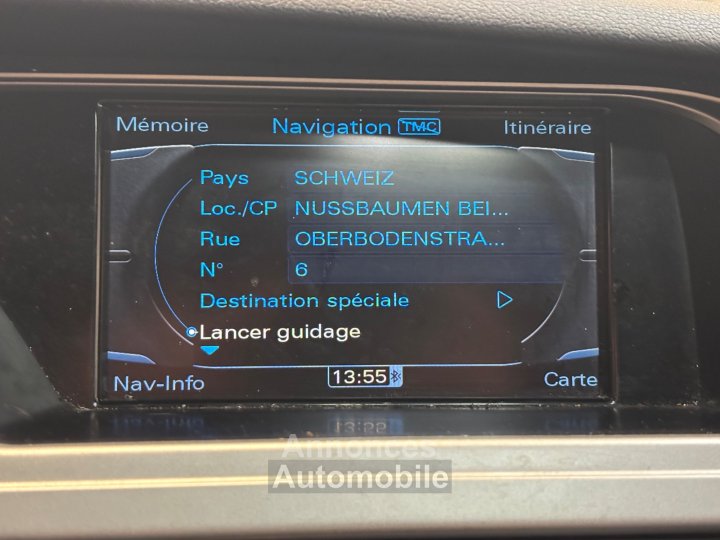 Mémoire Navigation TMC Itinéraire
Pays SCHWEIZ
Loc./CP NUSSBAUMEN BEI...
Rue OBERBODENSTRA...
N° 6
Destination spéciale
Lancer guidage
Nav-Info 13:55 Carte
Annonces
Automobile